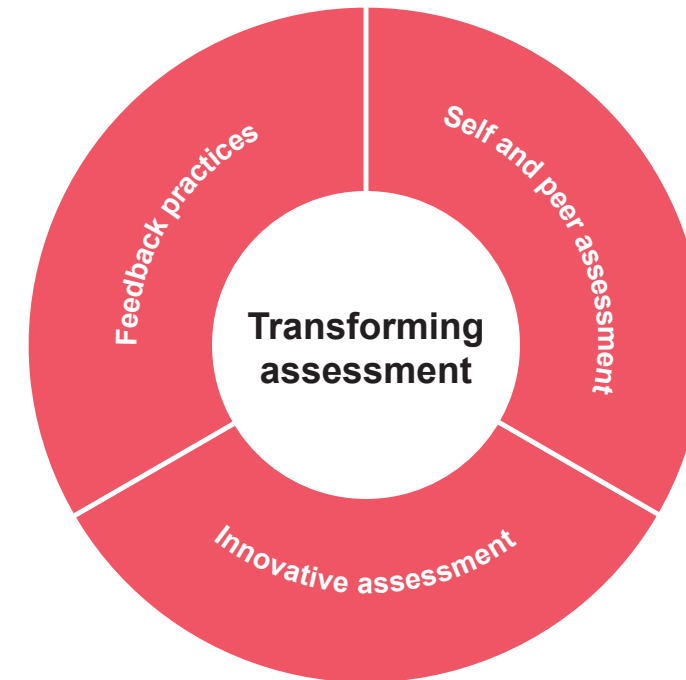 Feedback practices
Self and peer assessment
Transforming
assessment
Innovative assessment